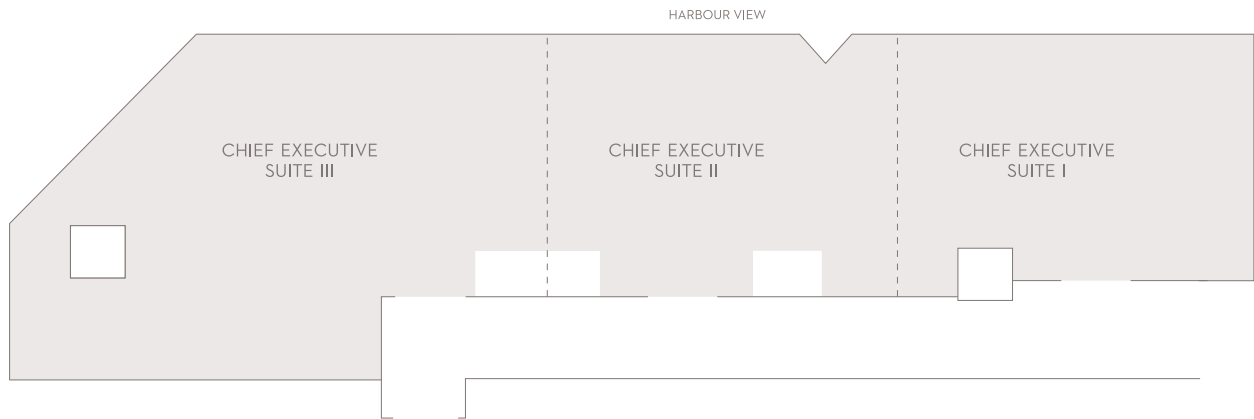 HARBOUR VIEW
CHIEF EXECUTIVE
SUITE III
CHIEF EXECUTIVE
SUITE II
CHIEF EXECUTIVE
SUITE I